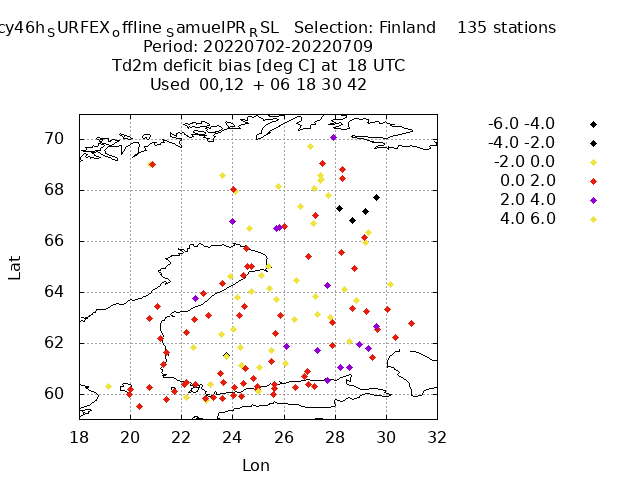 cy46h_SURFEX_offline_SamuelPR_RSL Selection: Finland 135 stations
Period: 20220702-20220709
Td2m deficit bias [deg C] at 18 UTC
Used 00,12 + 06 18 30 42
-6.0 -4.0
-4.0 -2.0
-2.0 0.0
0.0 2.0
2.0 4.0
4.0 6.0
70
68
66
64
62
60
Lat
18 20 22 24 26 28 30 32
Lon